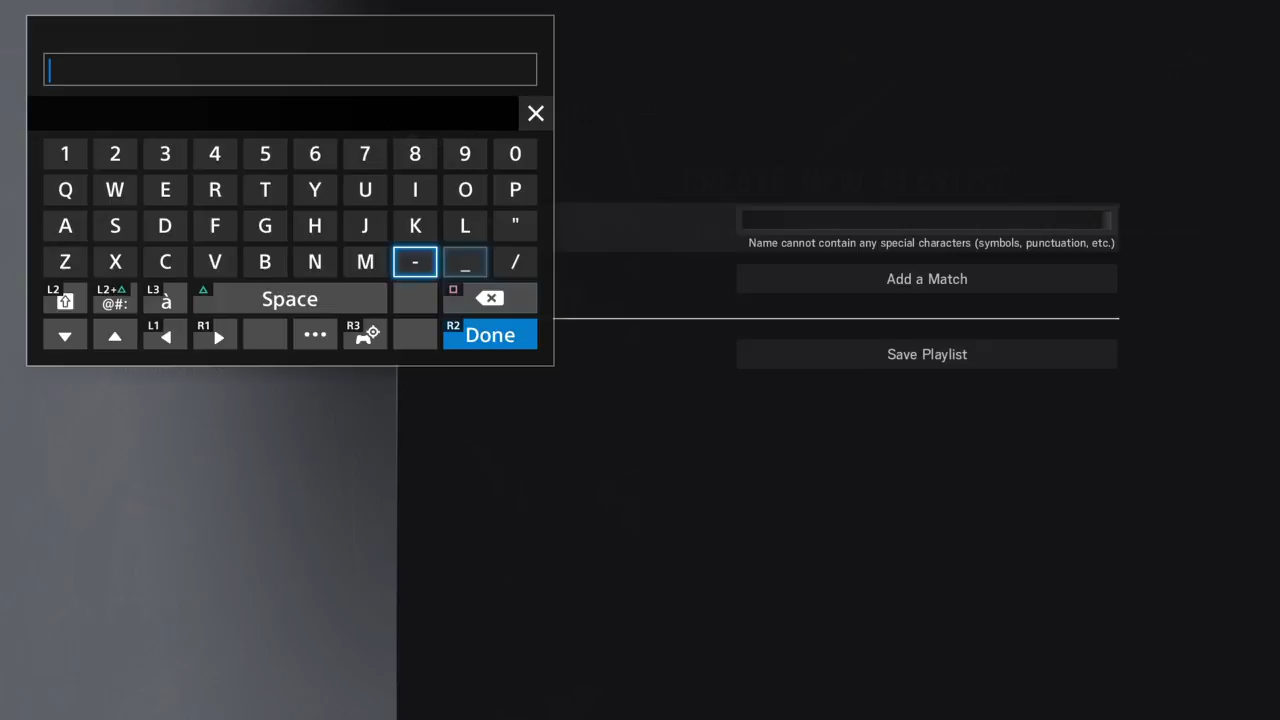 1 2 3 4 5 6 7 8 9 0
Q W E R T Y U I O P
A S D F G H J K L "
Z X C V B N M - _ /
L2 L2+△ @#: L3 à △ Space □
L1 R1 ... R3 R2 Done
Name cannot contain any special characters (symbols, punctuation, etc.)
Add a Match
Save Playlist